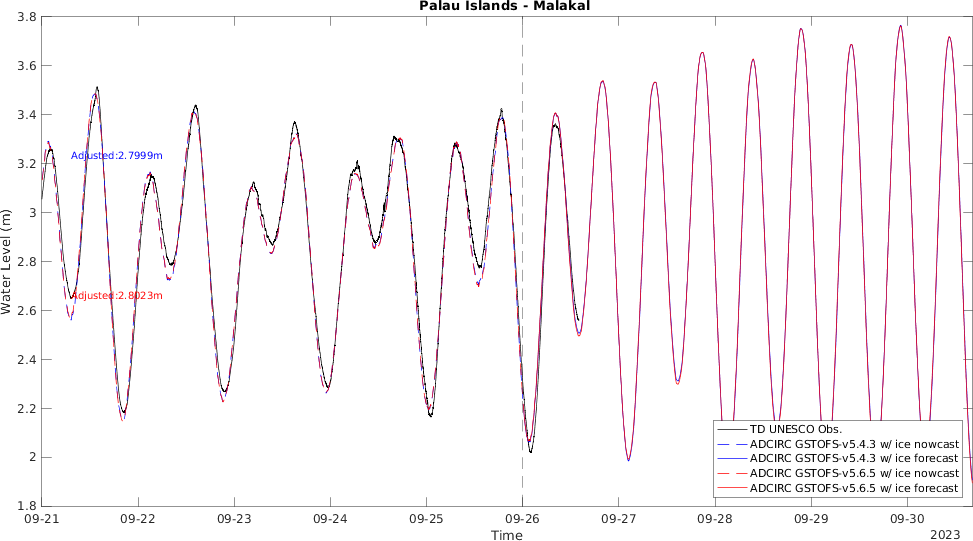 Palau Islands - Malakal
3.8
3.6
3.4
3.2
3
2.8
2.6
2.4
2.2
2
1.8
Water Level (m)
Adjusted:2.7999m
Adjusted:2.8023m
TD UNESCO Obs.
ADCIRC GSTOFS-v5.4.3 w/ ice nowcast
ADCIRC GSTOFS-v5.4.3 w/ ice forecast
ADCIRC GSTOFS-v5.6.5 w/ ice nowcast
ADCIRC GSTOFS-v5.6.5 w/ ice forecast
09-21 09-22 09-23 09-24 09-25 09-26 09-27 09-28 09-29 09-30
Time
2023